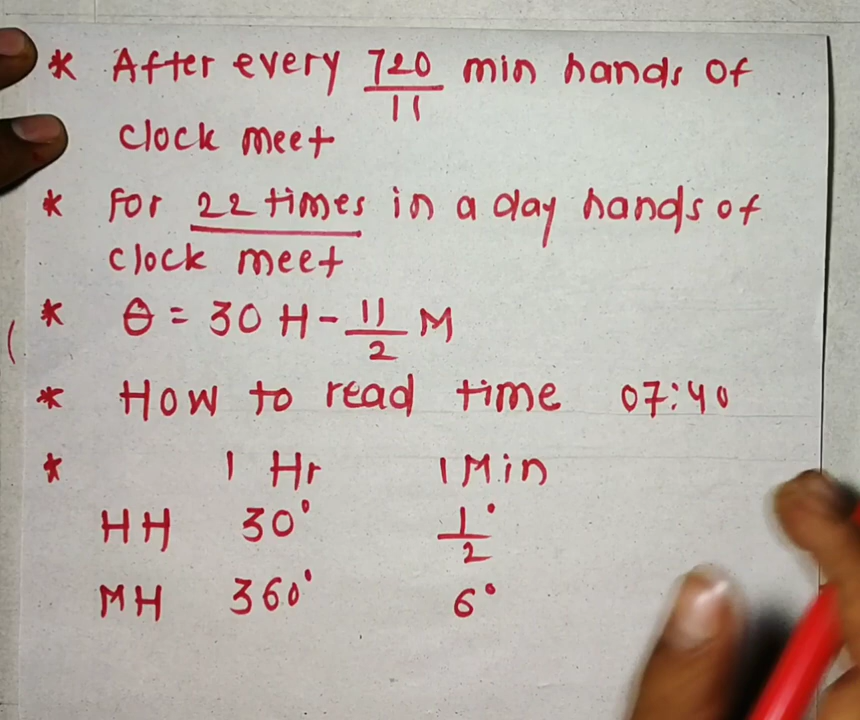 * After every 720/11 min hands of
clock meet
* for 22 times in a day hands of
clock meet
* θ = 30 H - 11/2 M
* How to read time 07:40
* 1 Hr 1 Min
HH 30° 1/2°
MH 360° 6°